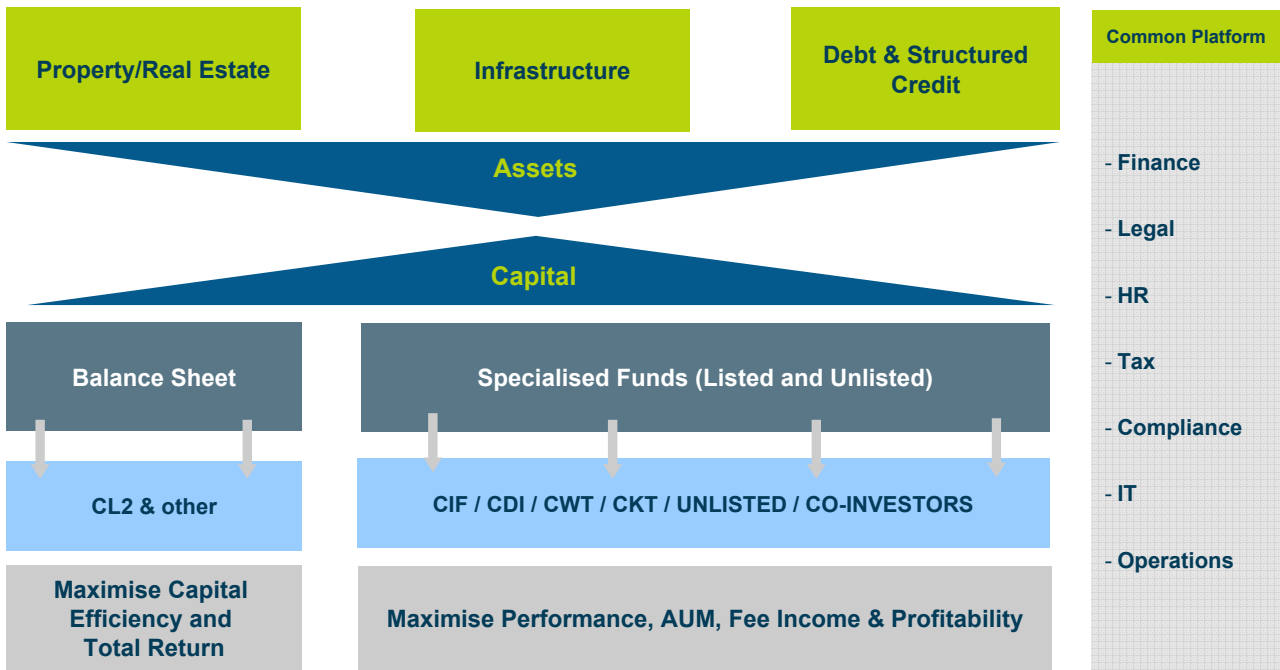 Property/Real Estate
Infrastructure
Debt & Structured
Credit
Assets
Capital
Balance Sheet
Specialised Funds (Listed and Unlisted)
CL2 & other
CIF / CDI / CWT / CKT / UNLISTED / CO-INVESTORS
Maximise Capital
Efficiency and
Total Return
Maximise Performance, AUM, Fee Income & Profitability
Common Platform
- Finance
- Legal
- HR
- Tax
- Compliance
- IT
- Operations